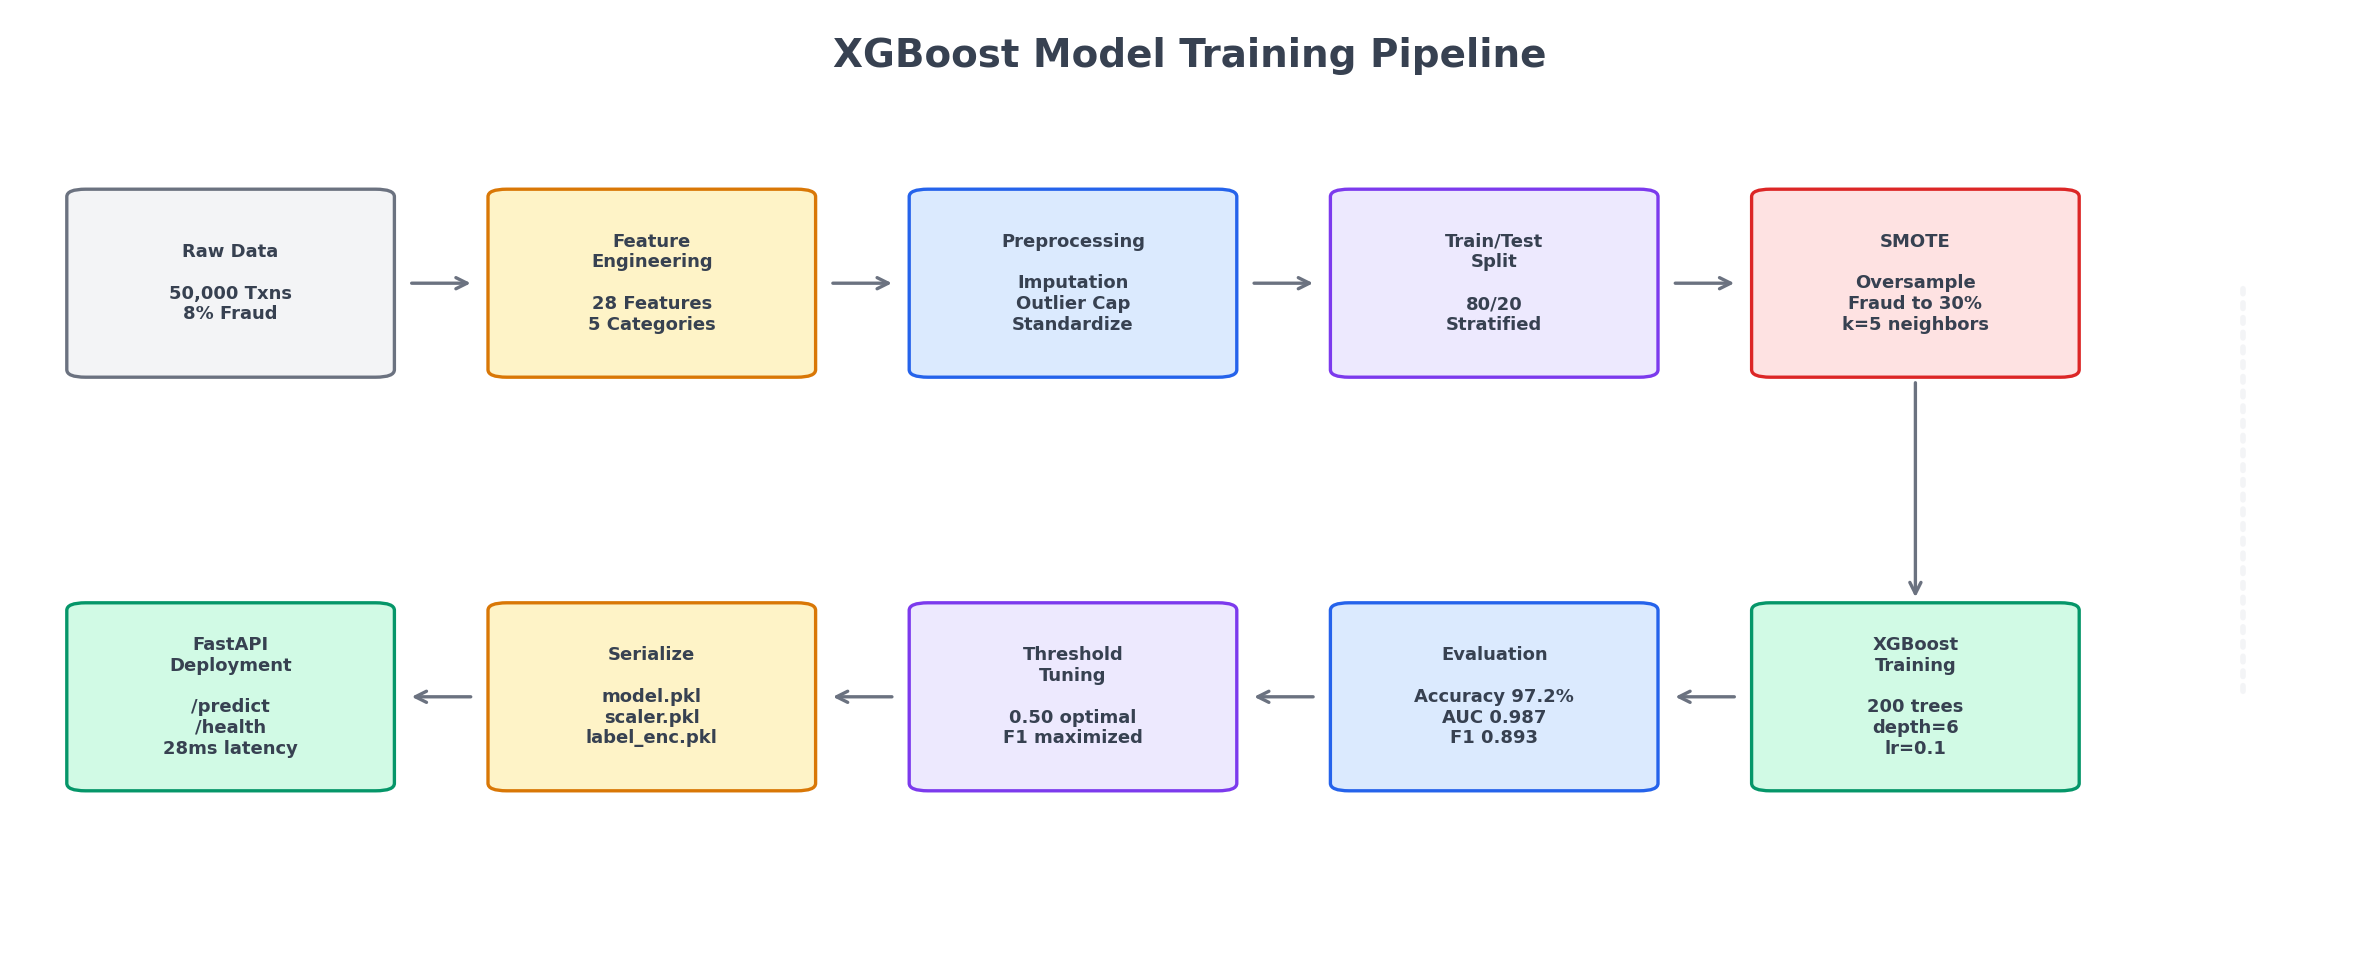 XGBoost Model Training Pipeline
Raw Data
50,000 Txns
8% Fraud
Feature
Engineering
28 Features
5 Categories
Preprocessing
Imputation
Outlier Cap
Standardize
Train/Test
Split
80/20
Stratified
SMOTE
Oversample
Fraud to 30%
k=5 neighbors
FastAPI
Deployment
/predict
/health
28ms latency
Serialize
model.pkl
scaler.pkl
label_enc.pkl
Threshold
Tuning
0.50 optimal
F1 maximized
Evaluation
Accuracy 97.2%
AUC 0.987
F1 0.893
XGBoost
Training
200 trees
depth=6
lr=0.1